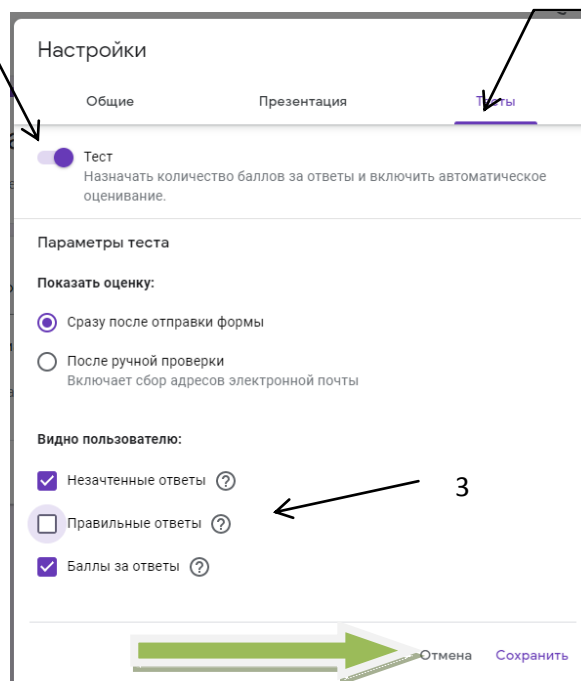 Настройки
Общие Презентация Тесты
Тест
Назначать количество баллов за ответы и включить автоматическое
оценивание.
Параметры теста
Показать оценку:
Сразу после отправки формы
После ручной проверки
Включает сбор адресов электронной почты
Видно пользователю:
Незачтенные ответы ?
3
Правильные ответы ?
Баллы за ответы ?
Отмена Сохранить